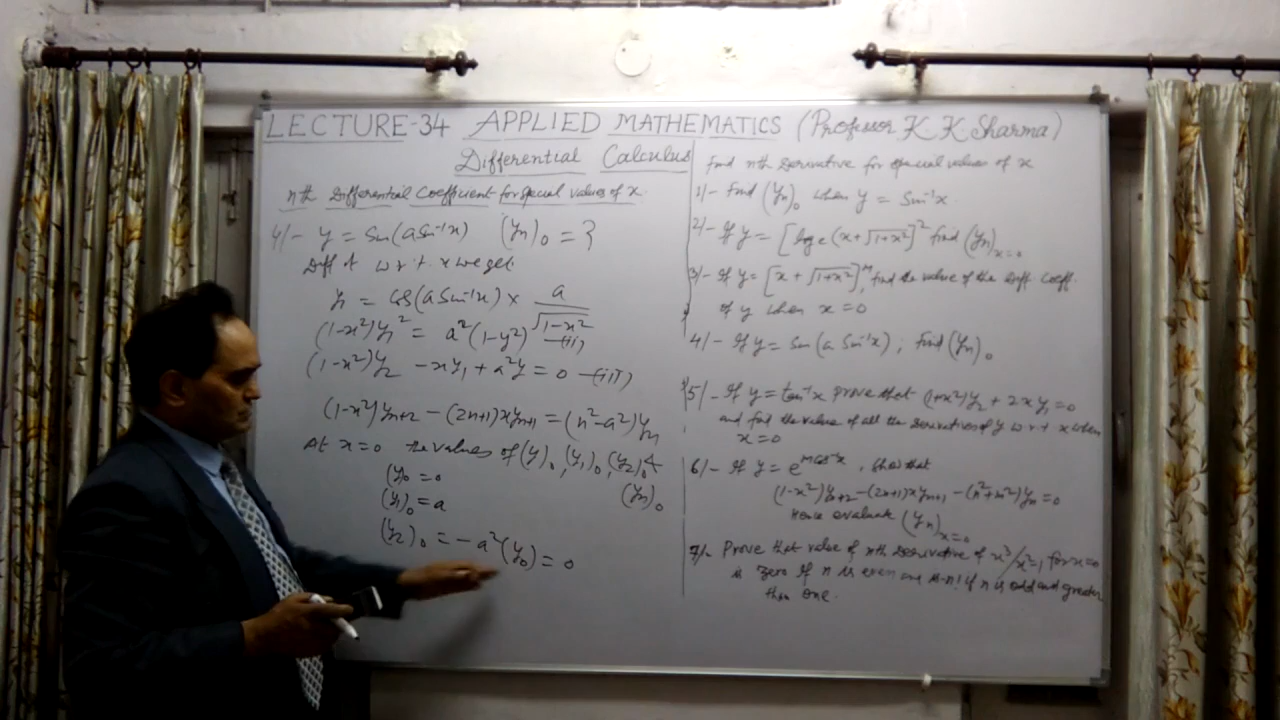 LECTURE-34 APPLIED MATHEMATICS (Professor K K Sharma)
Differential Calculus
nth Differential Coefficient for special values of x.
4/- y = Sin(a Sin⁻¹x) (yn)₀ = ?
Diff it w.r.t. x we get
y₁ = Cos(a Sin⁻¹x) × a/√(1-x²)
(1-x²)y₁² = a²(1-y²) —(ii)
(1-x²)y₂ - xy₁ + a²y = 0 —(iii)
(1-x²)yn+2 - (2n+1)xyn+1 = (n²-a²)yn
At x=0 the values of (y)₀, (y₁)₀, (y₂)₀ &
(yn)₀
(y)₀ = 0
(y₁)₀ = a
(y₂)₀ = -a²(y₀) = 0
Find nth derivative for special values of x
1/- Find (yn)₀ when y = Sin⁻¹x.
2/- If y = [log e (x+√(1+x²))]² find (yn)x=0
3/- If y = [x + √(1+x²)]ᵐ, find the value of the Diff Coeff.
of y when x = 0
4/- If y = Sin (a Sin⁻¹x) ; find (yn)₀
5/- If y = tan⁻¹x prove that (1+x²)y₂ + 2xy₁ = 0
and find the value of all the derivatives of y w.r.t x when
x = 0
6/- If y = e^(m cos⁻¹x), show that
(1-x²)yn+2 - (2n+1)xyn+1 - (n²+m²)yn = 0
Hence evaluate (yn)x=0
7/- Prove that value of nth derivative of x³/x²-1 for x=0
is zero if n is even and is -n! if n is odd and greater
than one.